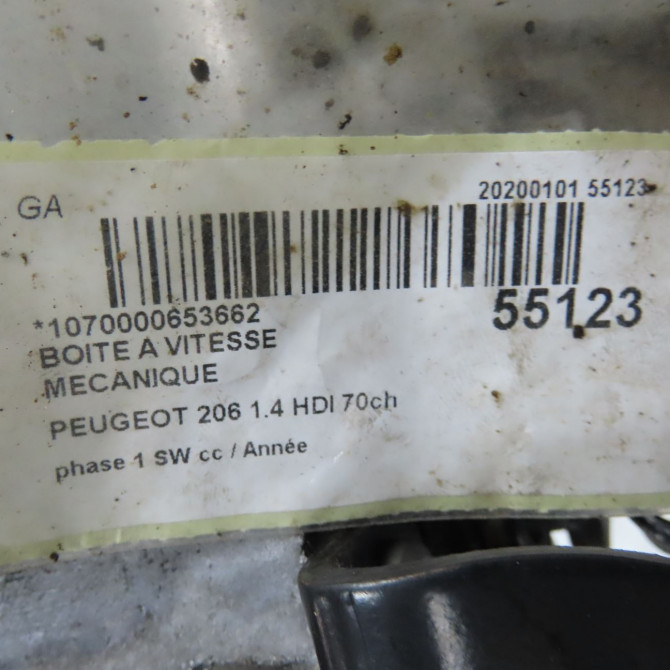 GA
20200101 55123
*1070000653662
55123
BOITE A VITESSE
MECANIQUE
PEUGEOT 206 1.4 HDI 70ch
phase 1 SW cc / Année